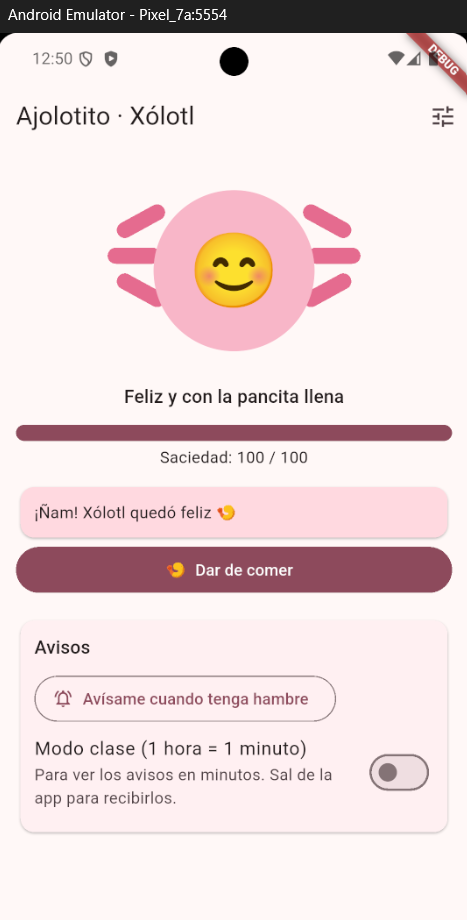 Android Emulator - Pixel_7a:5554
12:50
DEBUG
Ajolotito · Xólotl
Feliz y con la pancita llena
Saciedad: 100 / 100
¡Ñam! Xólotl quedó feliz 🍤
🍤 Dar de comer
Avisos
Avísame cuando tenga hambre
Modo clase (1 hora = 1 minuto)
Para ver los avisos en minutos. Sal de la
app para recibirlos.